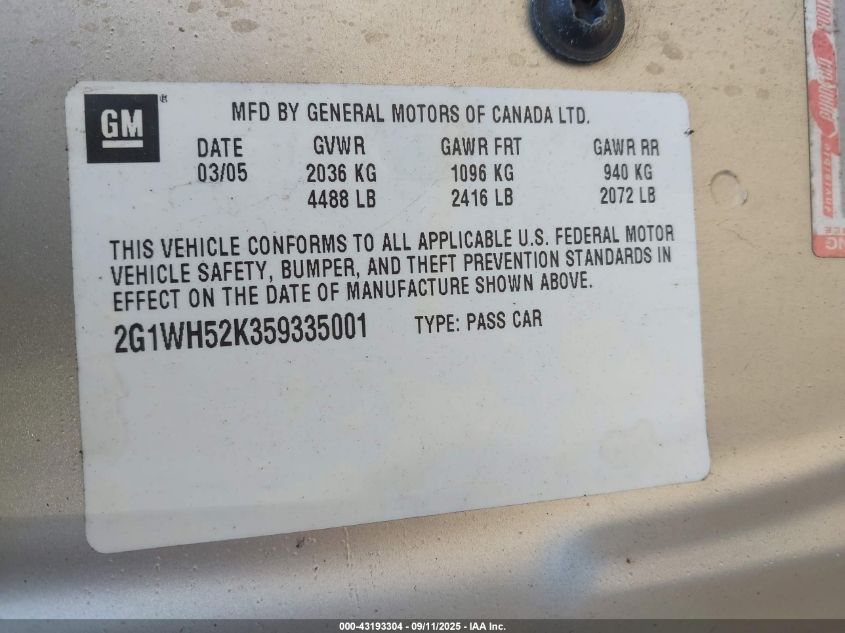 GM
MFD BY GENERAL MOTORS OF CANADA LTD.
DATE GVWR GAWR FRT GAWR RR
03/05 2036 KG 1096 KG 940 KG
4488 LB 2416 LB 2072 LB
THIS VEHICLE CONFORMS TO ALL APPLICABLE U.S. FEDERAL MOTOR
VEHICLE SAFETY, BUMPER, AND THEFT PREVENTION STANDARDS IN
EFFECT ON THE DATE OF MANUFACTURE SHOWN ABOVE.
2G1WH52K359335001 TYPE: PASS CAR
000-43193304 - 09/11/2025 - IAA Inc.